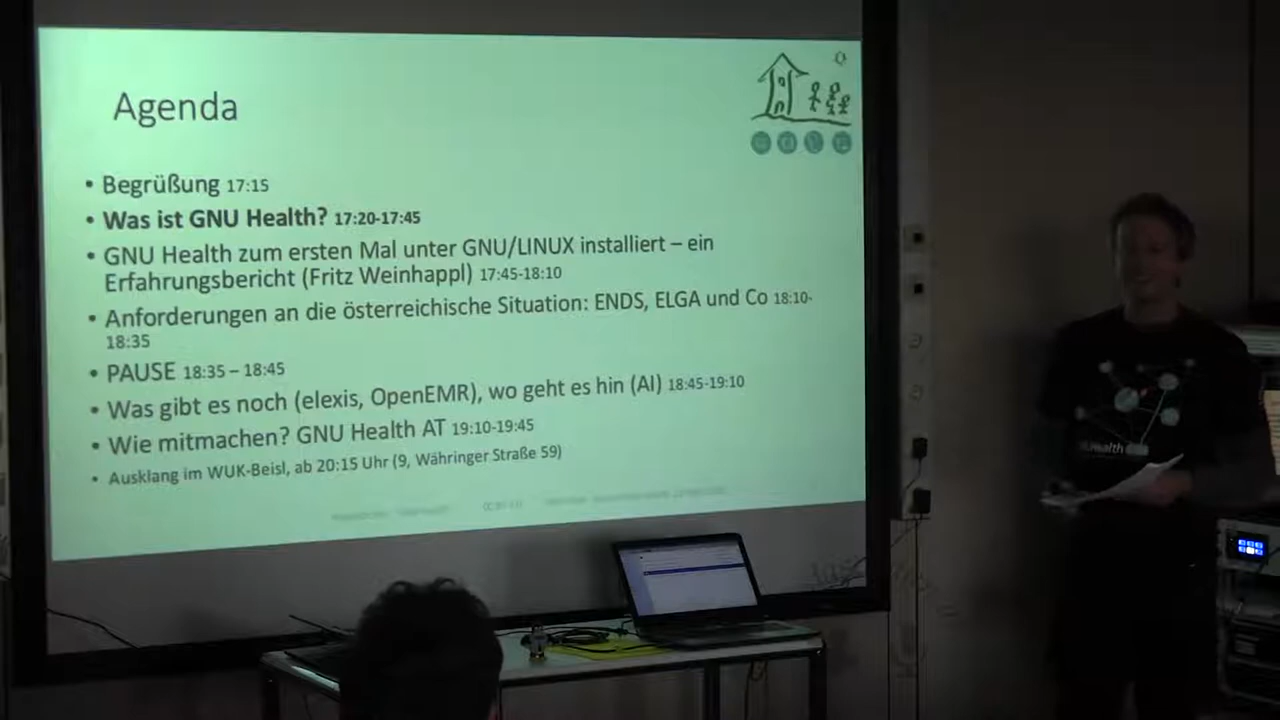 Agenda
• Begrüßung 17:15
• Was ist GNU Health? 17:20-17:45
• GNU Health zum ersten Mal unter GNU/LINUX installiert – ein
Erfahrungsbericht (Fritz Weinhappl) 17:45-18:10
• Anforderungen an die österreichische Situation: ENDS, ELGA und Co 18:10-
18:35
• PAUSE 18:35 – 18:45
• Was gibt es noch (elexis, OpenEMR), wo geht es hin (AI) 18:45-19:10
• Wie mitmachen? GNU Health AT 19:10-19:45
• Ausklang im WUK-Beisl, ab 20:15 Uhr (9, Währinger Straße 59)
Health